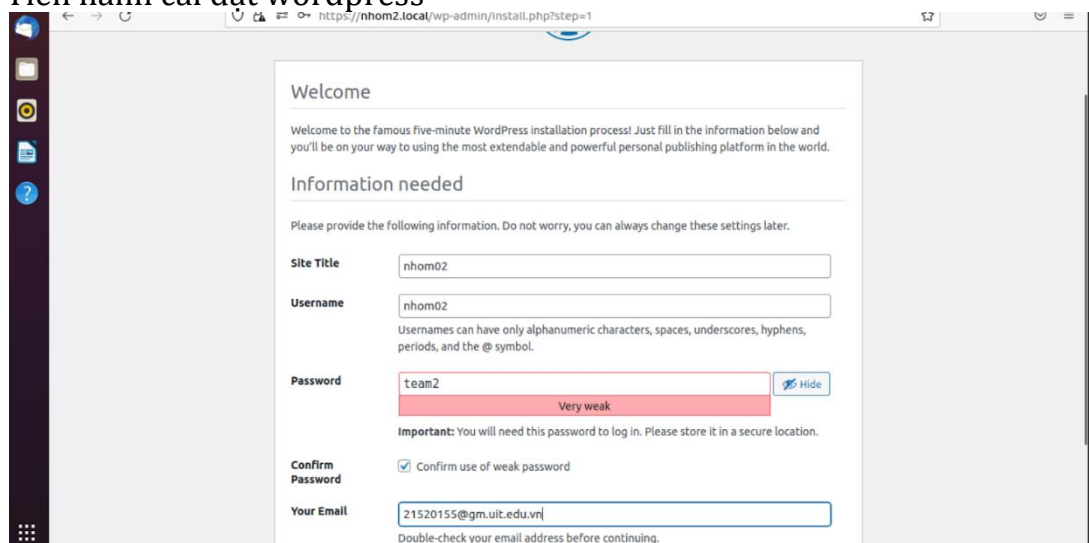 Tiến hành cài đặt wordpress
https://nhom2.local/wp-admin/install.php?step=1
Welcome
Welcome to the famous five-minute WordPress installation process! Just fill in the information below and
you'll be on your way to using the most extendable and powerful personal publishing platform in the world.
Information needed
Please provide the following information. Do not worry, you can always change these settings later.
Site Title
nhom02
Username
nhom02
Usernames can have only alphanumeric characters, spaces, underscores, hyphens,
periods, and the @ symbol.
Password
team2
Hide
Very weak
Important: You will need this password to log in. Please store it in a secure location.
Confirm
Password
Confirm use of weak password
Your Email
21520155@gm.uit.edu.vn
Double-check your email address before continuing.